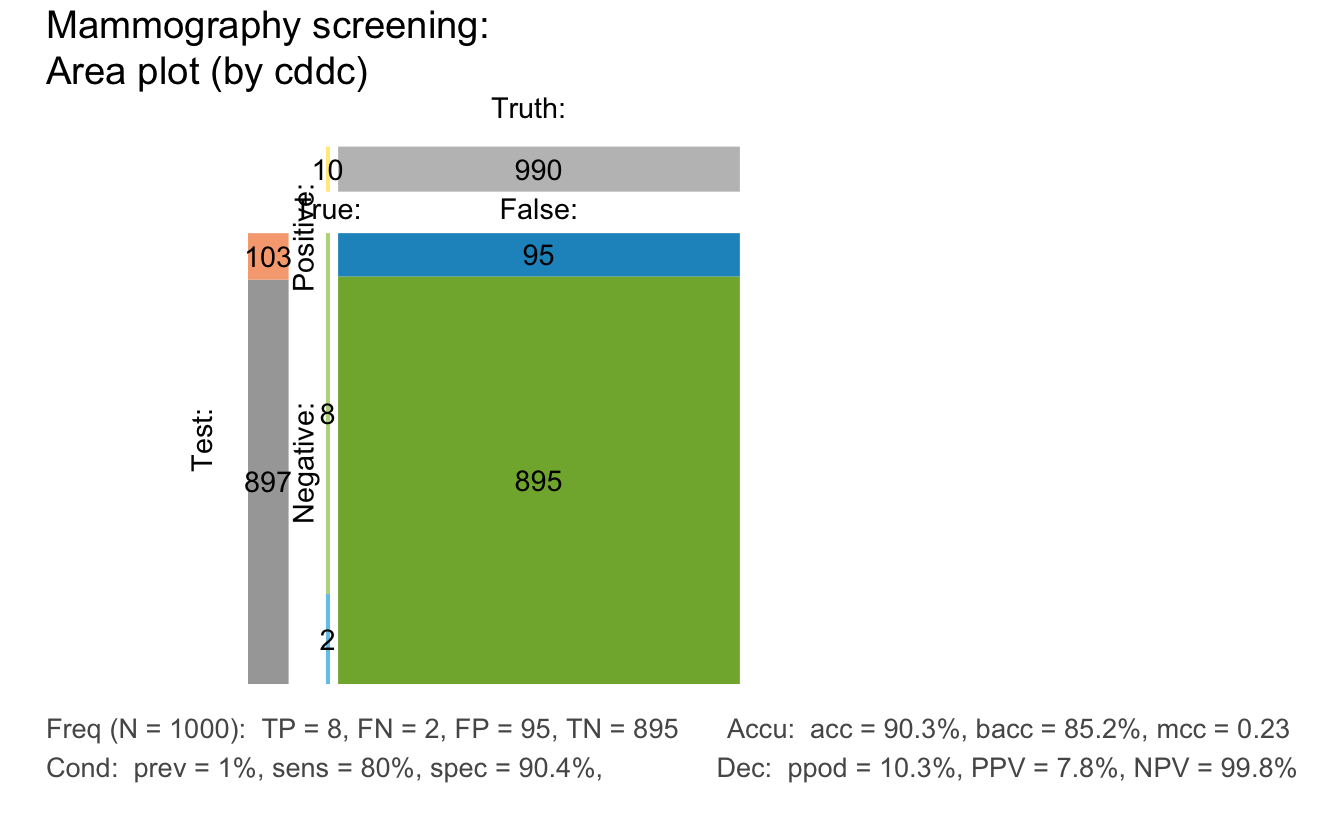 Mammography screening:
Area plot (by cddc)
Truth:
10
990
True:
False:
Positive:
103
95
Test:
Negative:
8
897
895
2
Freq (N = 1000):  TP = 8, FN = 2, FP = 95, TN = 895
Accu:  acc = 90.3%, bacc = 85.2%, mcc = 0.23
Cond:  prev = 1%, sens = 80%, spec = 90.4%,
Dec:  ppod = 10.3%, PPV = 7.8%, NPV = 99.8%